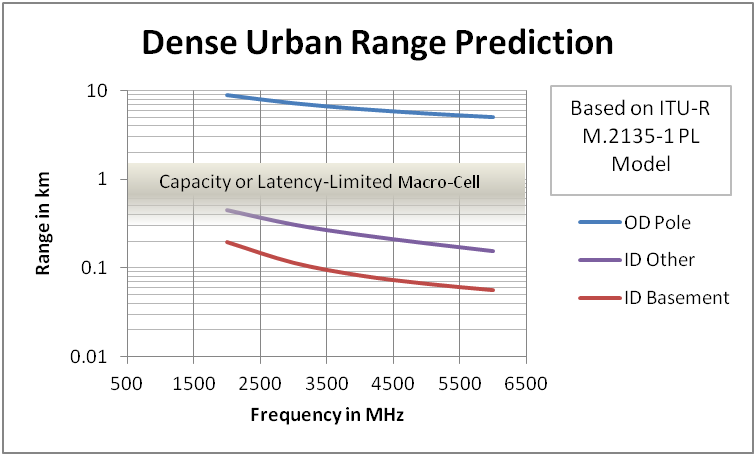 Dense Urban Range Prediction
10
1
0.1
0.01
Range in km
Capacity or Latency-Limited Macro-Cell
500 1500 2500 3500 4500 5500 6500
Frequency in MHz
Based on ITU-R
M.2135-1 PL
Model
OD Pole
ID Other
ID Basement